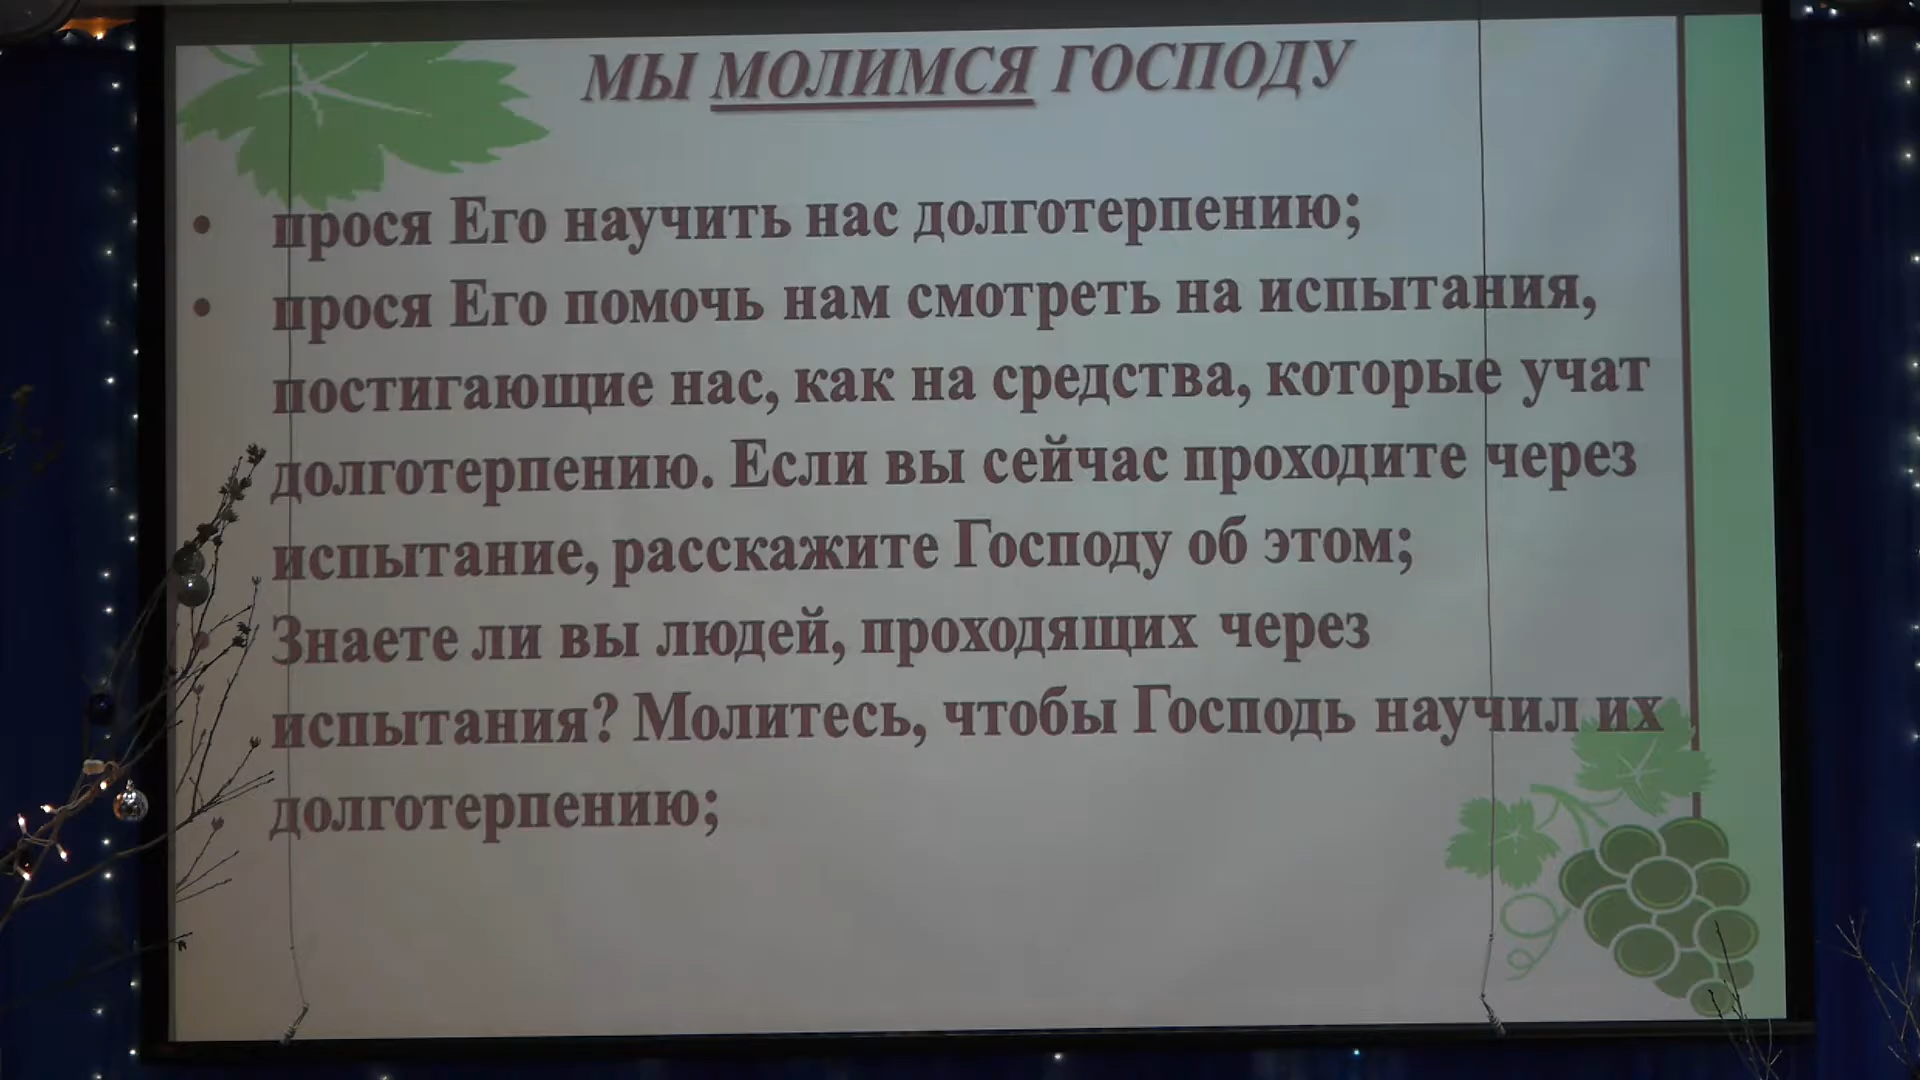 МЫ МОЛИМСЯ ГОСПОДУ
• прося Его научить нас долготерпению;
• прося Его помочь нам смотреть на испытания,
постигающие нас, как на средства, которые учат
долготерпению. Если вы сейчас проходите через
испытание, расскажите Господу об этом;
• Знаете ли вы людей, проходящих через
испытания? Молитесь, чтобы Господь научил их
долготерпению;